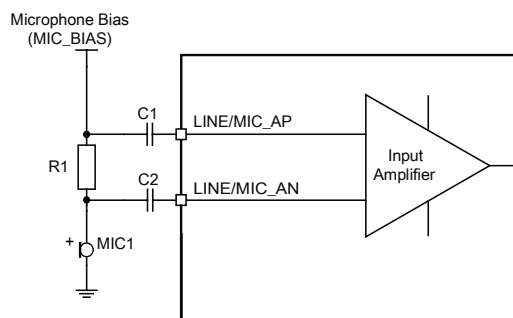 Microphone Bias
(MIC_BIAS)
C1
LINE/MIC_AP
R1
Input
Amplifier
C2
LINE/MIC_AN
+
MIC1